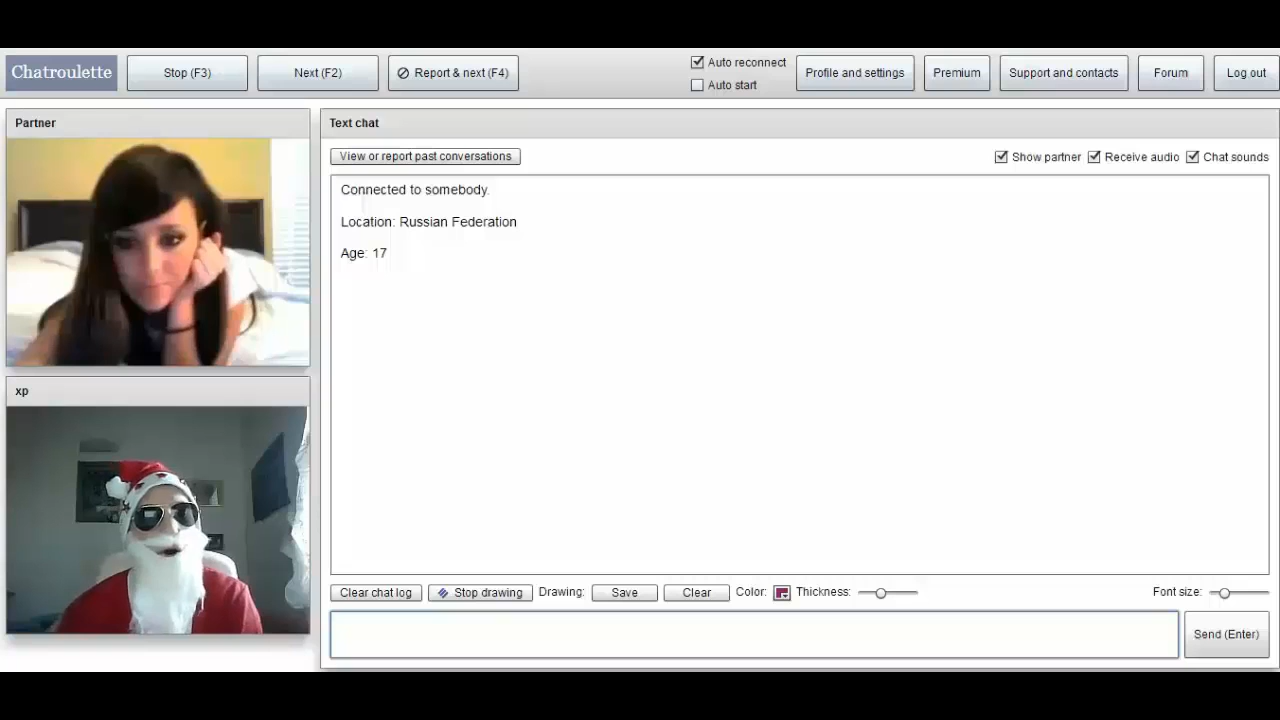 Chatroulette Stop (F3) Next (F2) Report & next (F4) Auto reconnect Profile and settings Premium Support and contacts Forum Log out
Auto start
Partner
Text chat
View or report past conversations Show partner Receive audio Chat sounds
Connected to somebody.
Location: Russian Federation
Age: 17
xp
Clear chat log Stop drawing Drawing: Save Clear Color: Thickness: Font size:
Send (Enter)